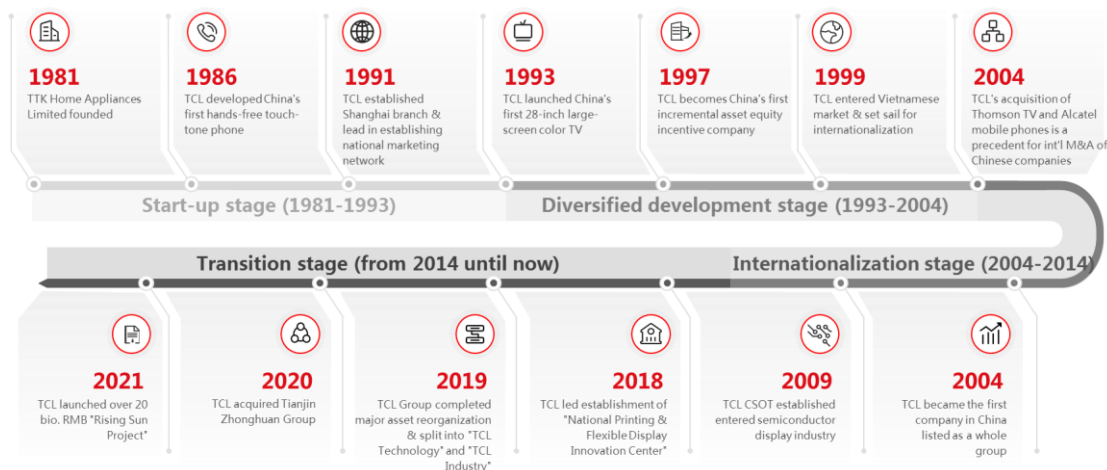 1981
TTK Home Appliances
Limited founded
1986
TCL developed China's
first hands-free touch-
tone phone
1991
TCL established
Shanghai branch &
lead in establishing
national marketing
network
1993
TCL launched China's
first 28-inch large-
screen color TV
1997
TCL becomes China's first
incremental asset equity
incentive company
1999
TCL entered Vietnamese
market & set sail for
internationalization
2004
TCL's acquisition of
Thomson TV and Alcatel
mobile phones is a
precedent for int'l M&A of
Chinese companies
Start-up stage (1981-1993)
Diversified development stage (1993-2004)
Transition stage (from 2014 until now)
Internationalization stage (2004-2014)
2021
TCL launched over 20
bio. RMB "Rising Sun
Project"
2020
TCL acquired Tianjin
Zhonghuan Group
2019
TCL Group completed
major asset reorganization
& split into "TCL
Technology" and "TCL
Industry"
2018
TCL led establishment of
"National Printing &
Flexible Display
Innovation Center"
2009
TCL CSOT established
entered semiconductor
display industry
2004
TCL became the first
company in China
listed as a whole
group